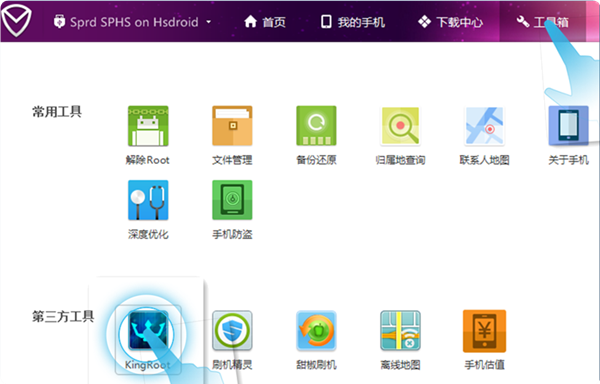 Sprd SPHS on Hsdroid 首页 我的手机 下载中心 工具箱
常用工具
解除Root 文件管理 备份还原 归属地查询 联系人地图 关于手机
深度优化 手机防盗
第三方工具
KingRoot 刷机精灵 甜椒刷机 离线地图 手机估值